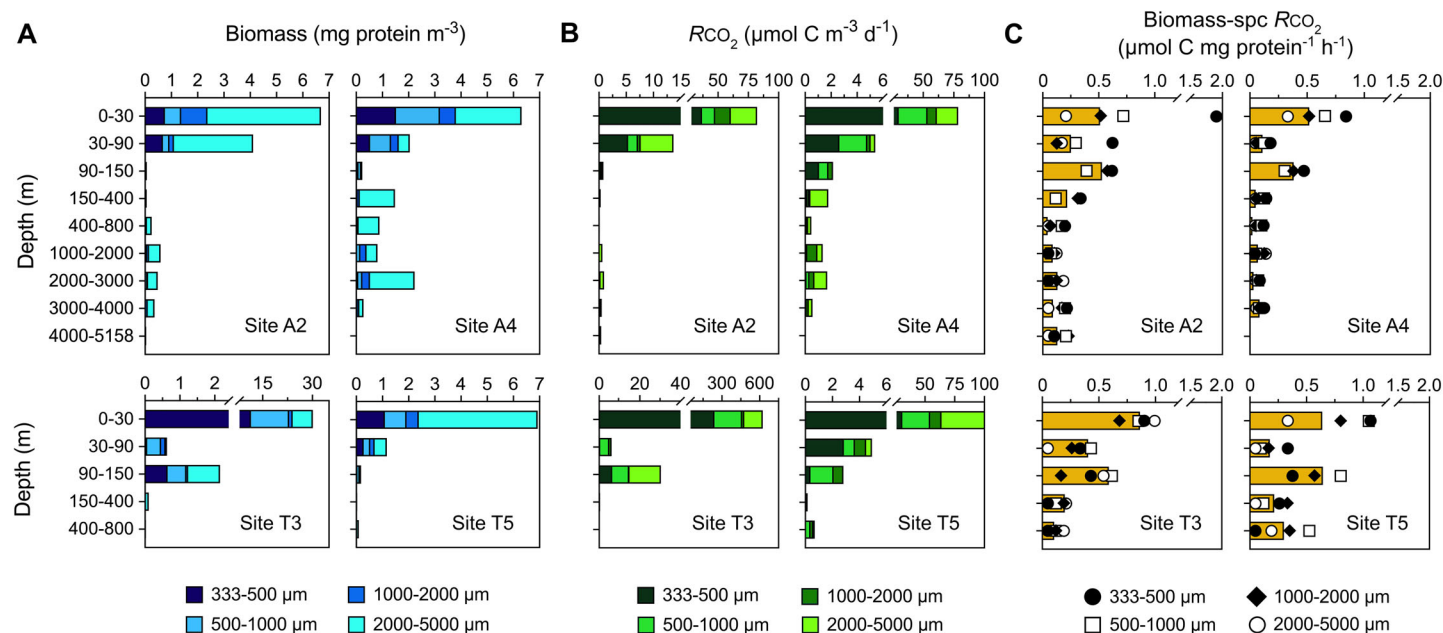 A
Biomass (mg protein m⁻³)
0 1 2 3 4 5 6 7
0 1 2 3 4 5 6 7
Depth (m)
0-30
30-90
90-150
150-400
400-800
1000-2000
2000-3000
3000-4000
4000-5158
Site A2
Site A4
0 1 2 15 30
0 1 2 3 4 5 6 7
Depth (m)
0-30
30-90
90-150
150-400
400-800
Site T3
Site T5
333-500 µm
1000-2000 µm
500-1000 µm
2000-5000 µm
B
RCO₂ (µmol C m⁻³ d⁻¹)
0 5 10 15 50 75 100
0 2 4 6 50 75 100
Site A2
Site A4
0 20 40 300 600
0 2 4 6 50 75 100
Site T3
Site T5
333-500 µm
1000-2000 µm
500-1000 µm
2000-5000 µm
C
Biomass-spc RCO₂
(µmol C mg protein⁻¹ h⁻¹)
0 0.5 1.0 1.5 2.0
0 0.5 1.0 1.5 2.0
Site A2
Site A4
0 0.5 1.0 1.5 2.0
0 0.5 1.0 1.5 2.0
Site T3
Site T5
333-500 µm
1000-2000 µm
500-1000 µm
2000-5000 µm